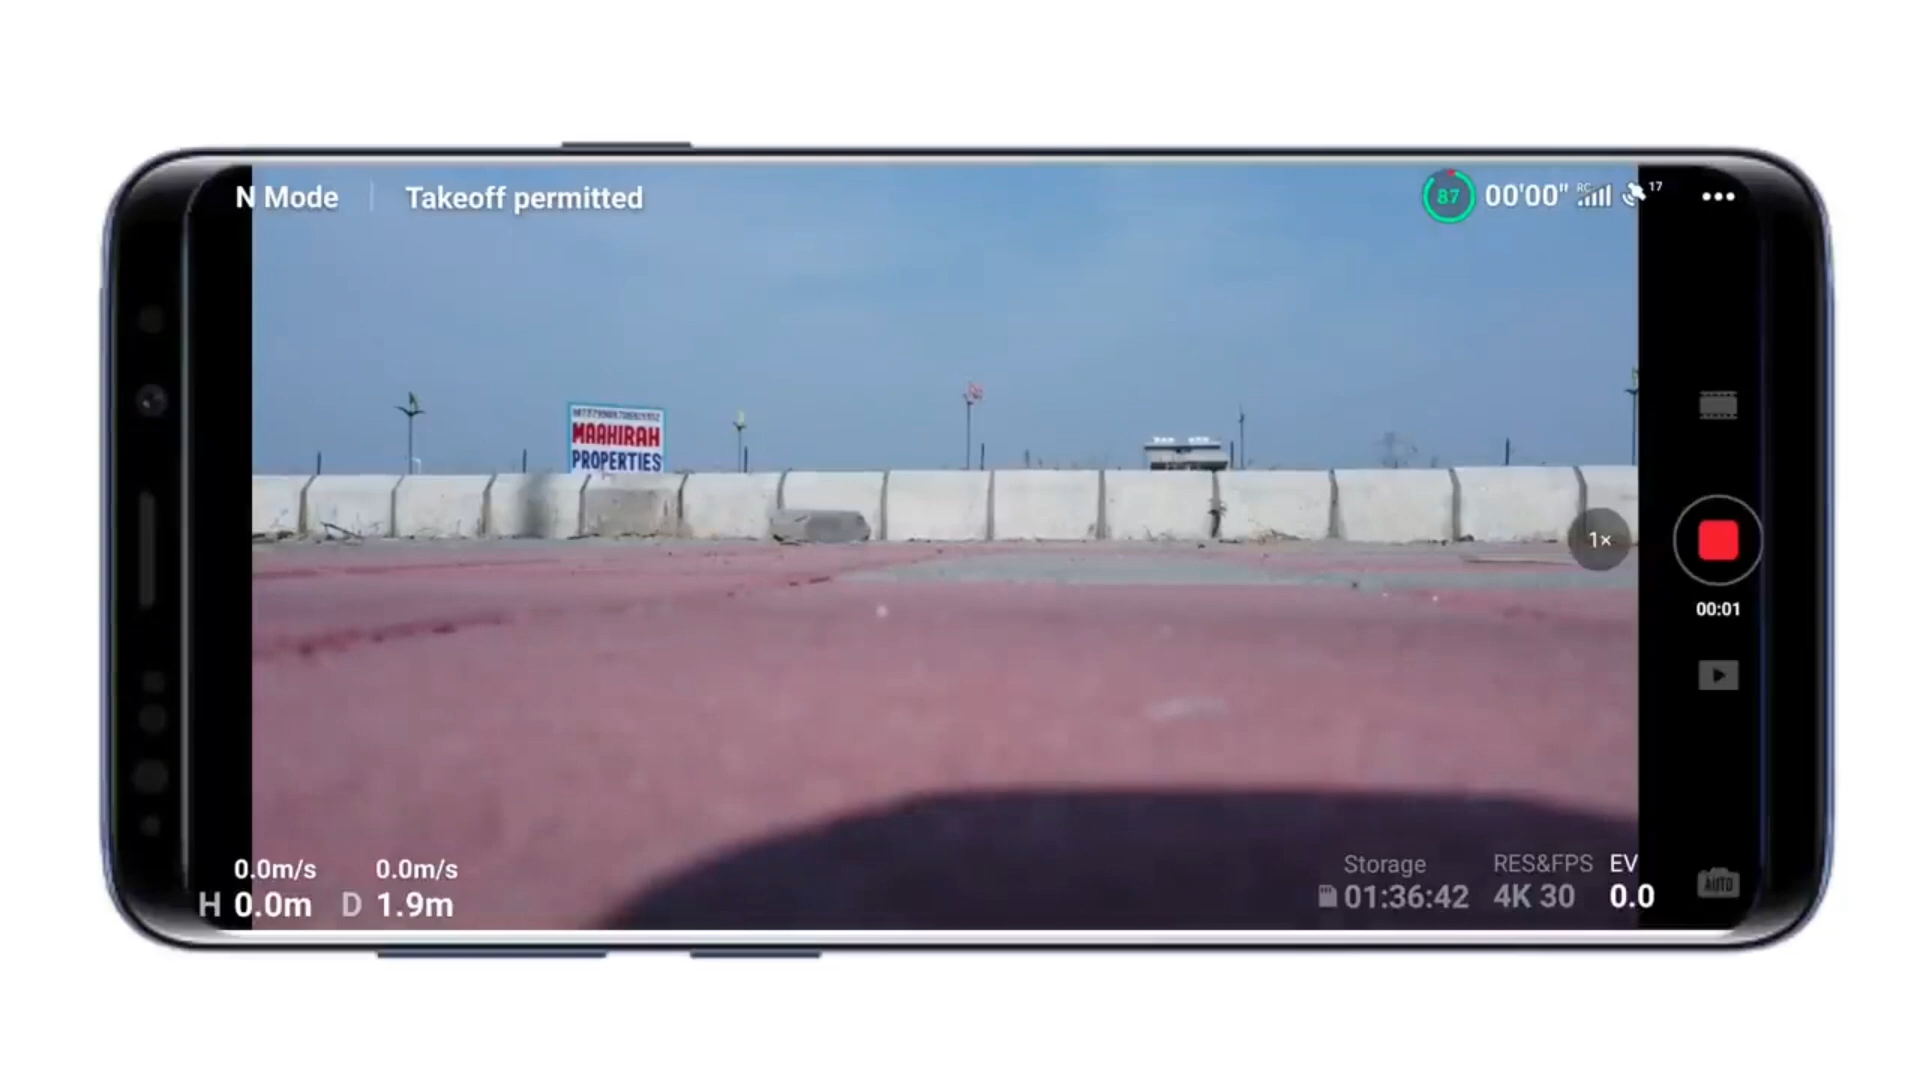 N Mode
Takeoff permitted
87
00'00"
RC
17
MAAHIRAH
PROPERTIES
1×
00:01
0.0m/s
0.0m/s
H 0.0m
D 1.9m
Storage
01:36:42
RES&FPS
4K 30
EV
0.0
AUTO